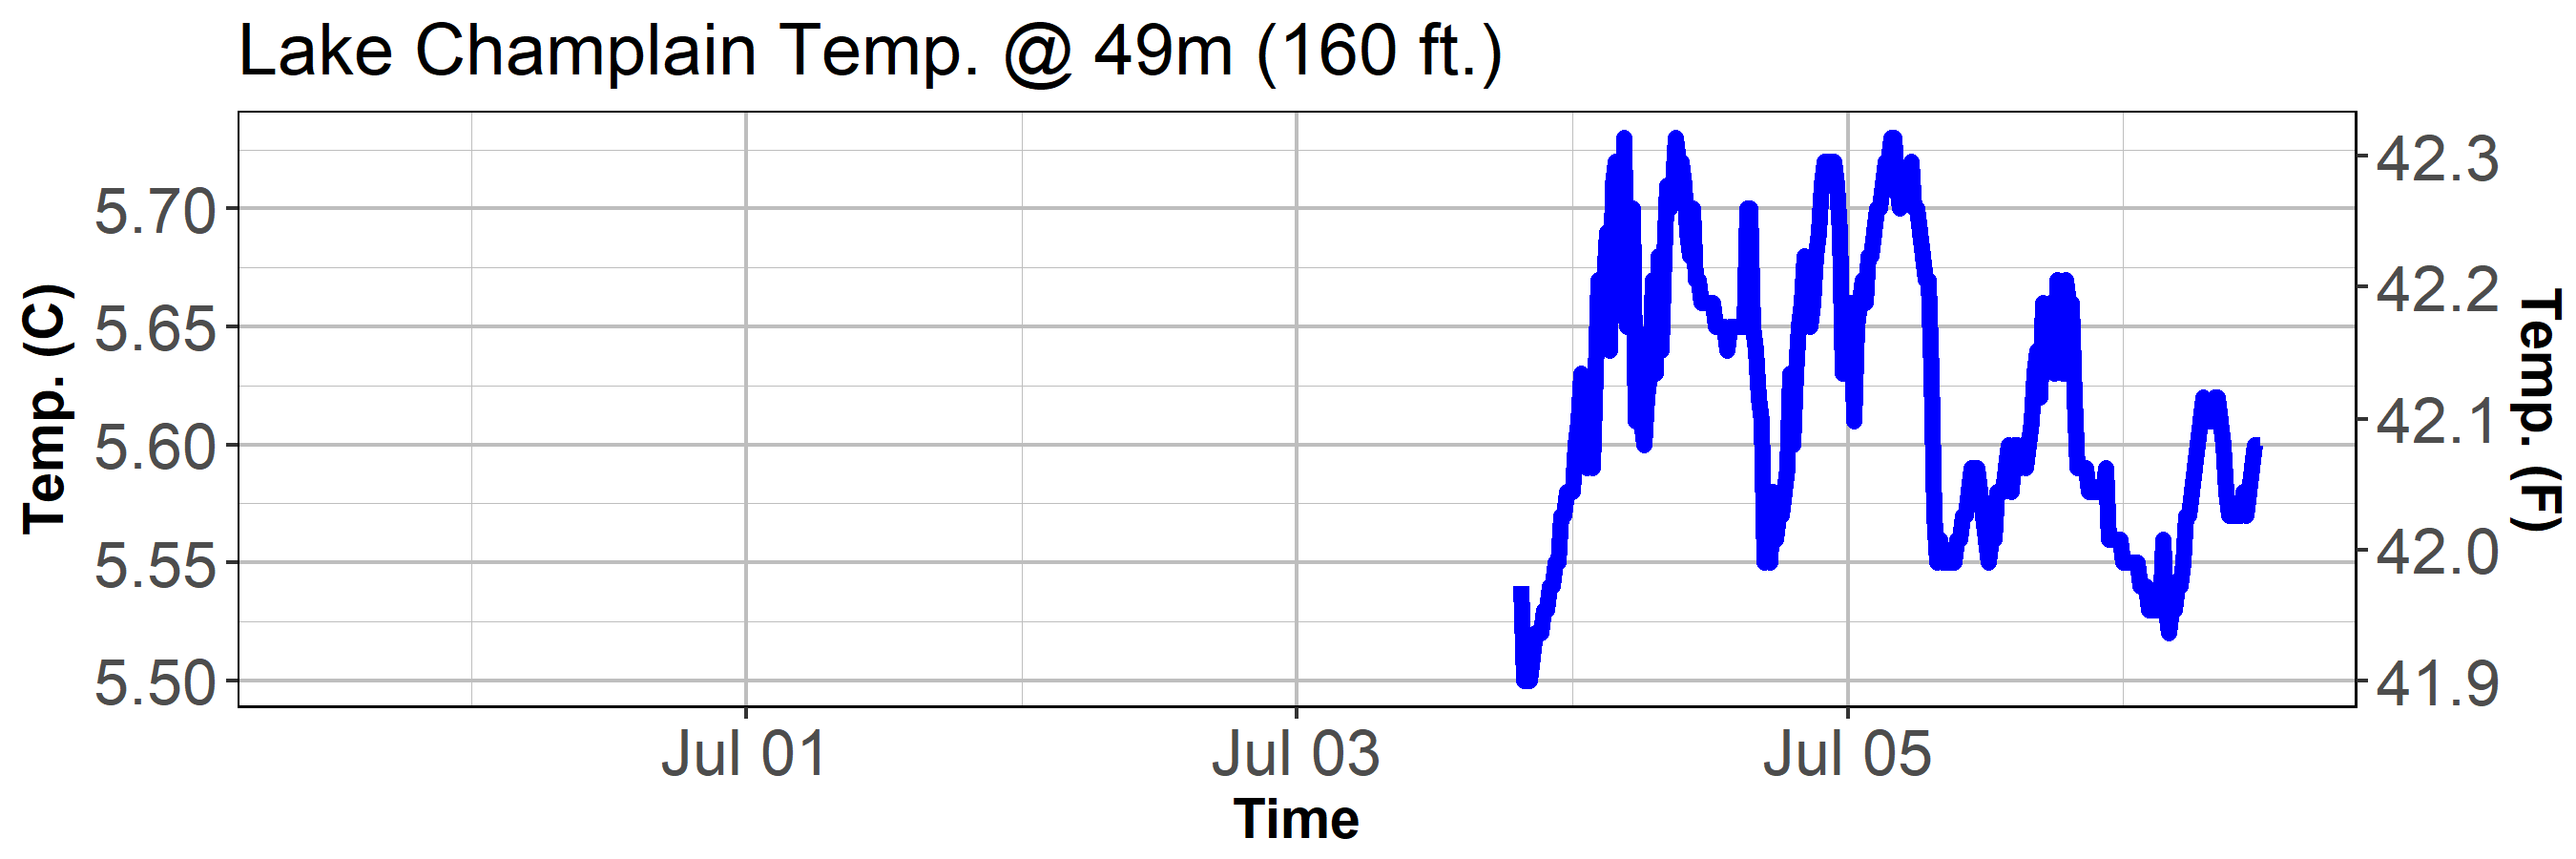 Lake Champlain Temp. @ 49m (160 ft.)
Temp. (C)
5.70
5.65
5.60
5.55
5.50
42.3
42.2
42.1
42.0
41.9
Temp. (F)
Jul 01
Jul 03
Jul 05
Time